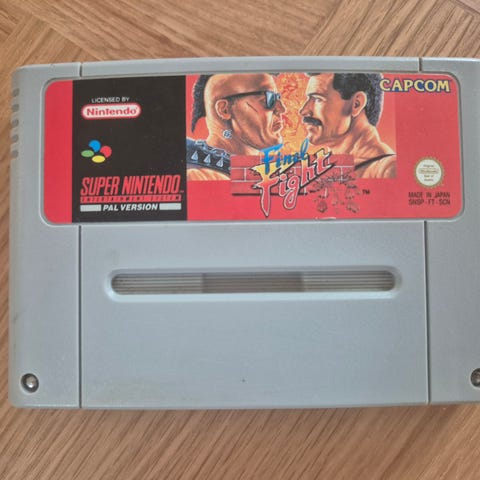 LICENSED BY
Nintendo
SUPER NINTENDO
ENTERTAINMENT SYSTEM
PAL VERSION
Final
Fight
TM
CAPCOM
Nintendo
MADE IN JAPAN
SNSP-FT-SCN